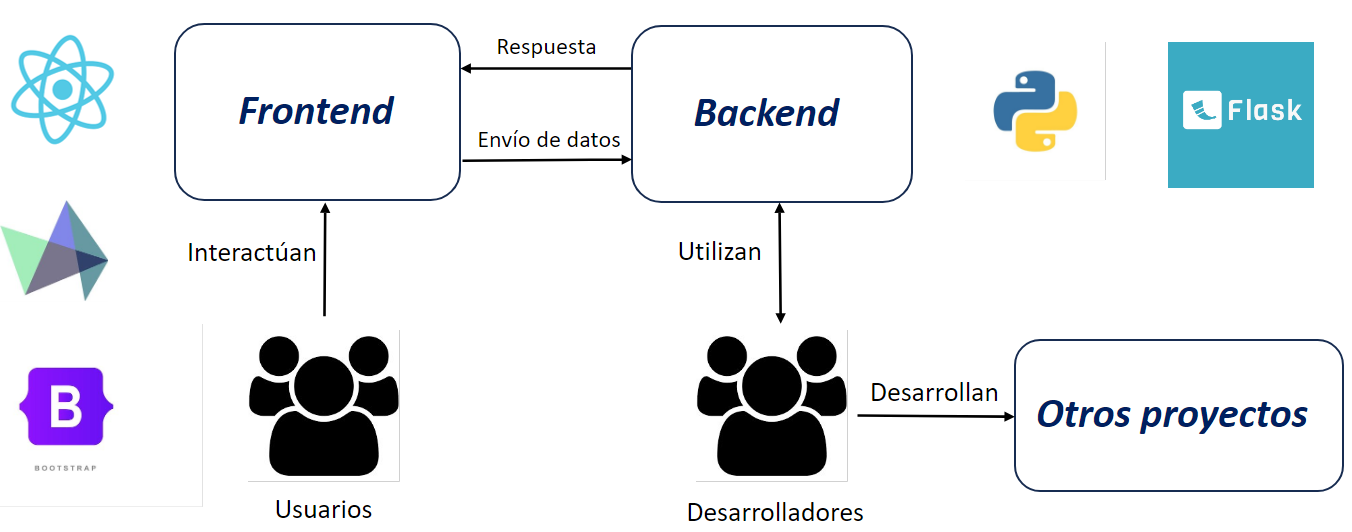 Respuesta
Frontend
Backend
Envío de datos
Flask
Interactúan
Utilizan
B
BOOTSTRAP
Desarrollan
Otros proyectos
Usuarios
Desarrolladores